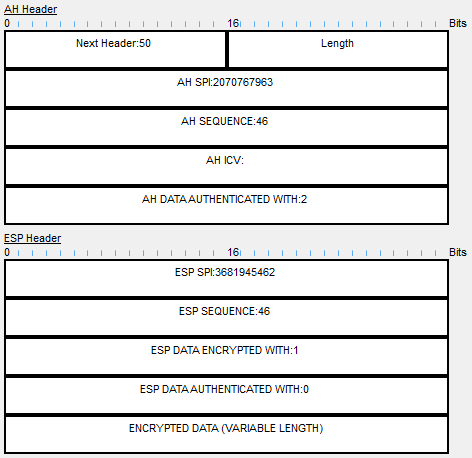 AH Header
0 16 Bits
Next Header:50 Length
AH SPI:2070767963
AH SEQUENCE:46
AH ICV:
AH DATA AUTHENTICATED WITH:2
ESP Header
0 16 Bits
ESP SPI:3681945462
ESP SEQUENCE:46
ESP DATA ENCRYPTED WITH:1
ESP DATA AUTHENTICATED WITH:0
ENCRYPTED DATA (VARIABLE LENGTH)